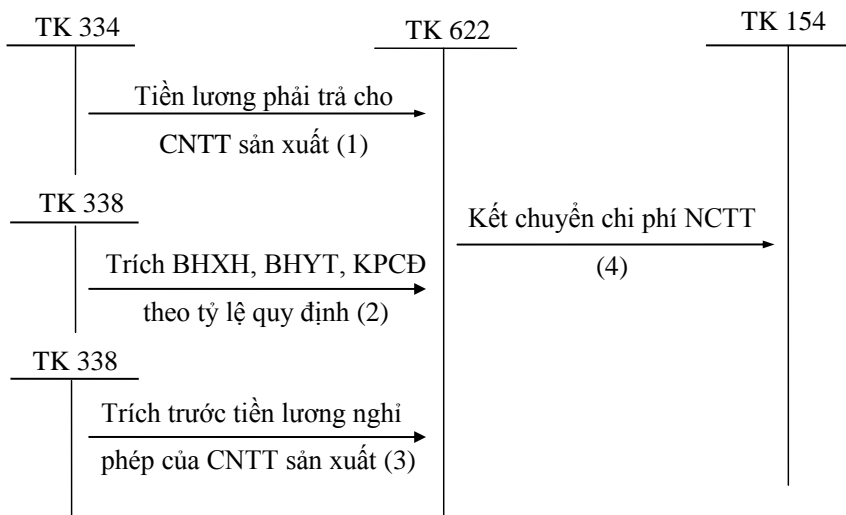 TK 334
TK 622
TK 154
Tiền lương phải trả cho
CNTT sản xuất (1)
TK 338
Trích BHXH, BHYT, KPCĐ
theo tỷ lệ quy định (2)
Kết chuyển chi phí NCTT
(4)
TK 338
Trích trước tiền lương nghỉ
phép của CNTT sản xuất (3)